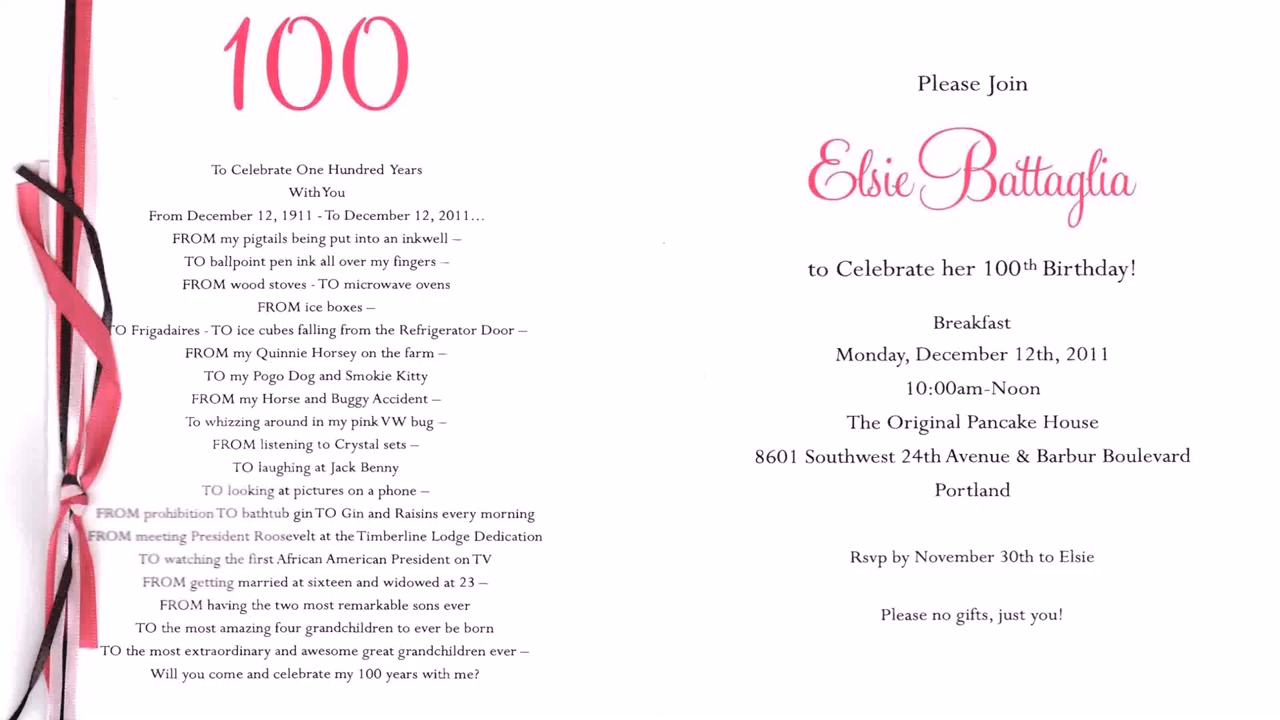 100
To Celebrate One Hundred Years
With You
From December 12, 1911 - To December 12, 2011...
FROM my pigtails being put into an inkwell –
TO ballpoint pen ink all over my fingers –
FROM wood stoves - TO microwave ovens
FROM ice boxes –
TO Frigadaires - TO ice cubes falling from the Refrigerator Door –
FROM my Quinnie Horsey on the farm –
TO my Pogo Dog and Smokie Kitty
FROM my Horse and Buggy Accident –
To whizzing around in my pink VW bug –
FROM listening to Crystal sets –
TO laughing at Jack Benny
TO looking at pictures on a phone –
FROM prohibition TO bathtub gin TO Gin and Raisins every morning
FROM meeting President Roosevelt at the Timberline Lodge Dedication
TO watching the first African American President on TV
FROM getting married at sixteen and widowed at 23 –
FROM having the two most remarkable sons ever
TO the most amazing four grandchildren to ever be born
TO the most extraordinary and awesome great grandchildren ever –
Will you come and celebrate my 100 years with me?
Please Join
Elsie Battaglia
to Celebrate her 100th Birthday!
Breakfast
Monday, December 12th, 2011
10:00am-Noon
The Original Pancake House
8601 Southwest 24th Avenue & Barbur Boulevard
Portland
Rsvp by November 30th to Elsie
Please no gifts, just you!